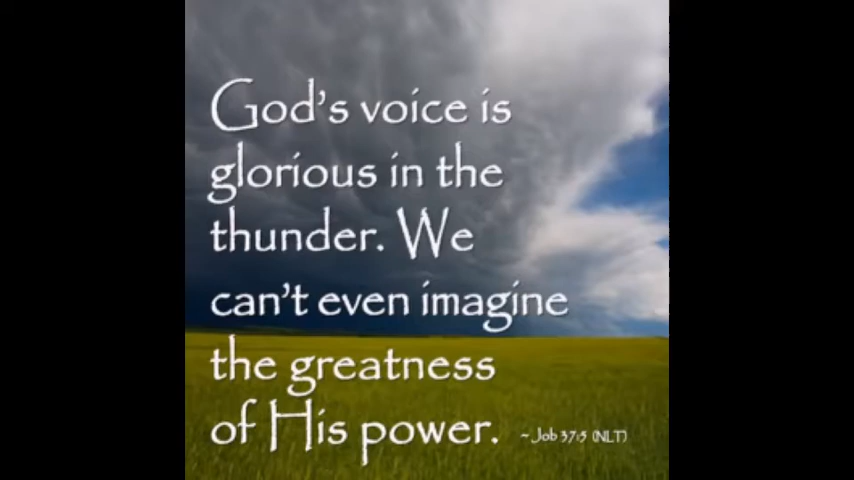 God's voice is
glorious in the
thunder. We
can't even imagine
the greatness
of His power. ~Job 37:5 (NLT)